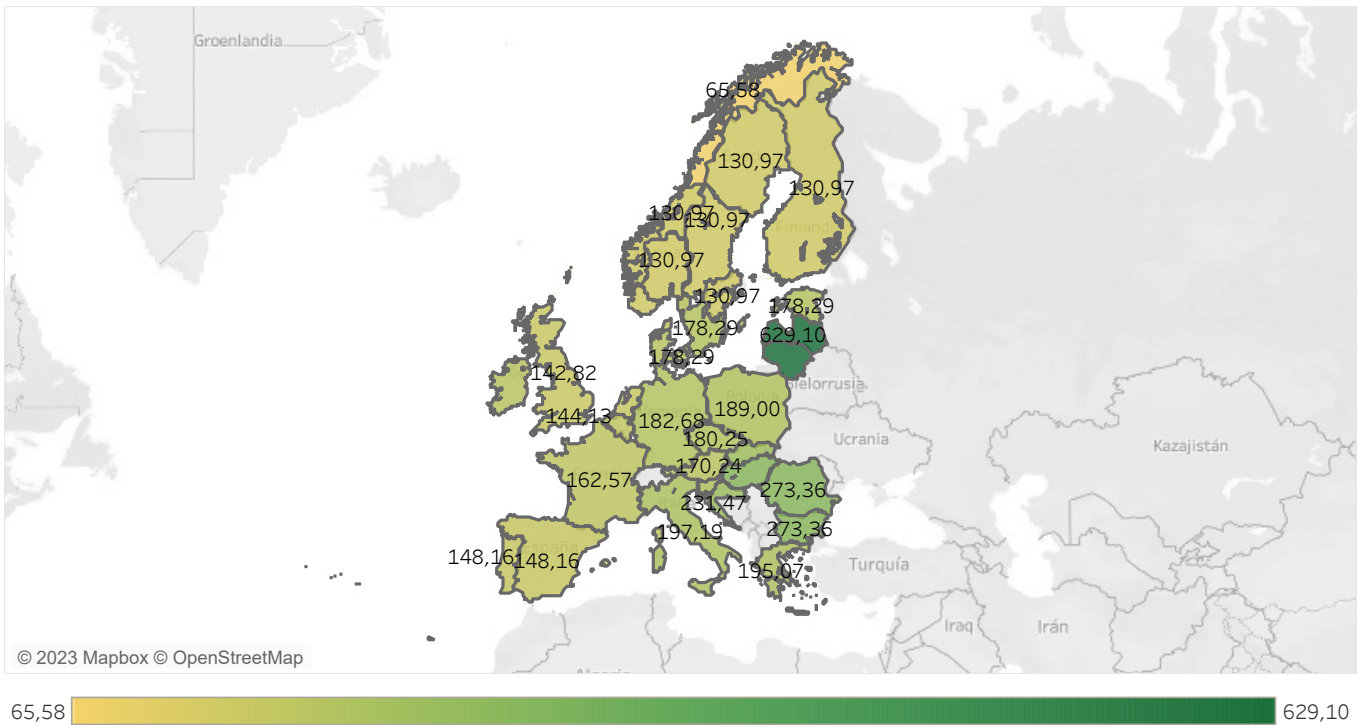 Groenlandia
65,58
130,97
130,97
130,97
130,97
Finlandia
130,97
130,97
178,29
178,29
629,10
178,29
142,82
Bielorrusia
189,00
144,13
182,68
180,25
Ucrania
Kazajistán
170,24
162,57
273,36
231,47
273,36
197,19
148,16
148,16
España
195,07
Turquía
Iraq
Irán
© 2023 Mapbox © OpenStreetMap
65,58
629,10